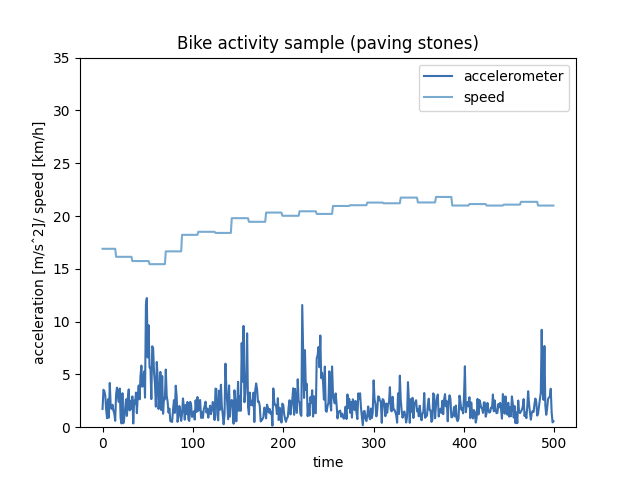 Bike activity sample (paving stones)
accelerometer
speed
acceleration [m/s^2]/ speed [km/h]
35
30
25
20
15
10
5
0
0 100 200 300 400 500
time